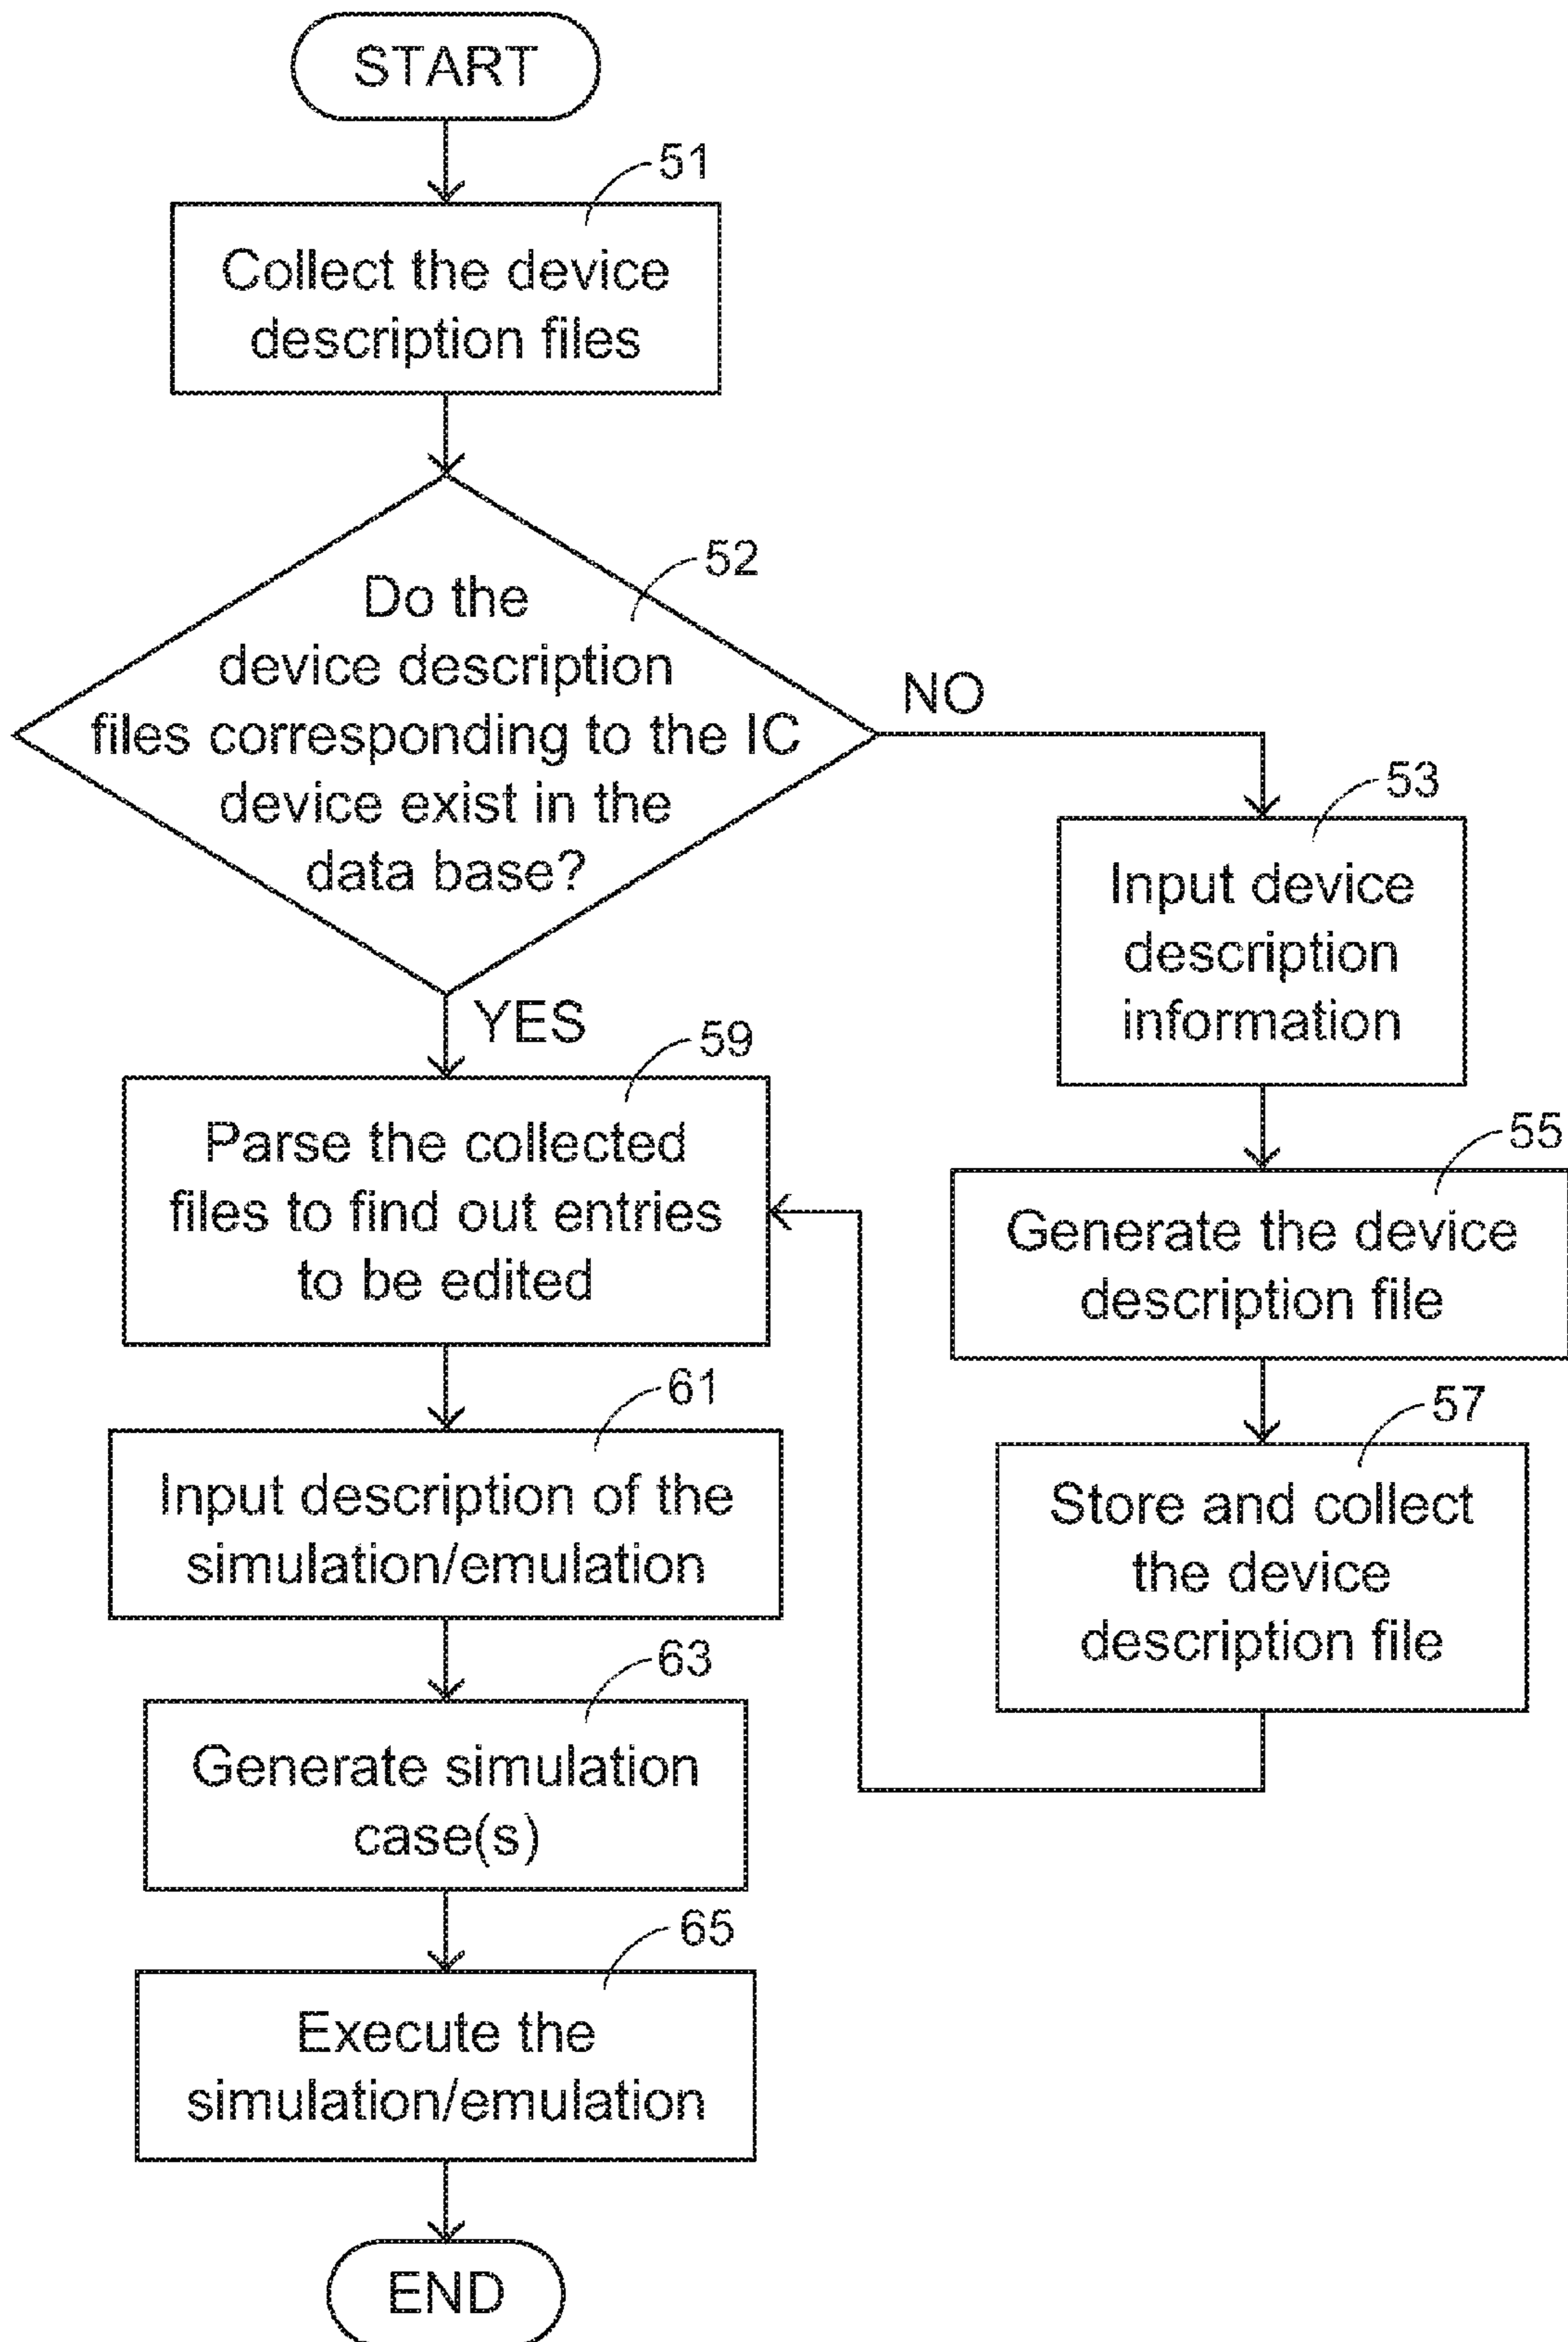 START
51
Collect the device
description files
52
Do the
device description
files corresponding to the IC
device exist in the
data base?
NO
YES
53
Input device
description
information
55
Generate the device
description file
57
Store and collect
the device
description file
59
Parse the collected
files to find out entries
to be edited
61
Input description of the
simulation/emulation
63
Generate simulation
case(s)
65
Execute the
simulation/emulation
END